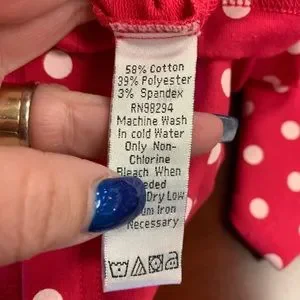 58% Cotton
39% Polyester
3% Spandex
RN98294
Machine Wash
in cold Water
Only Non-
Chlorine
Bleach When
eeded
Dry Low
m Iron
Necessary